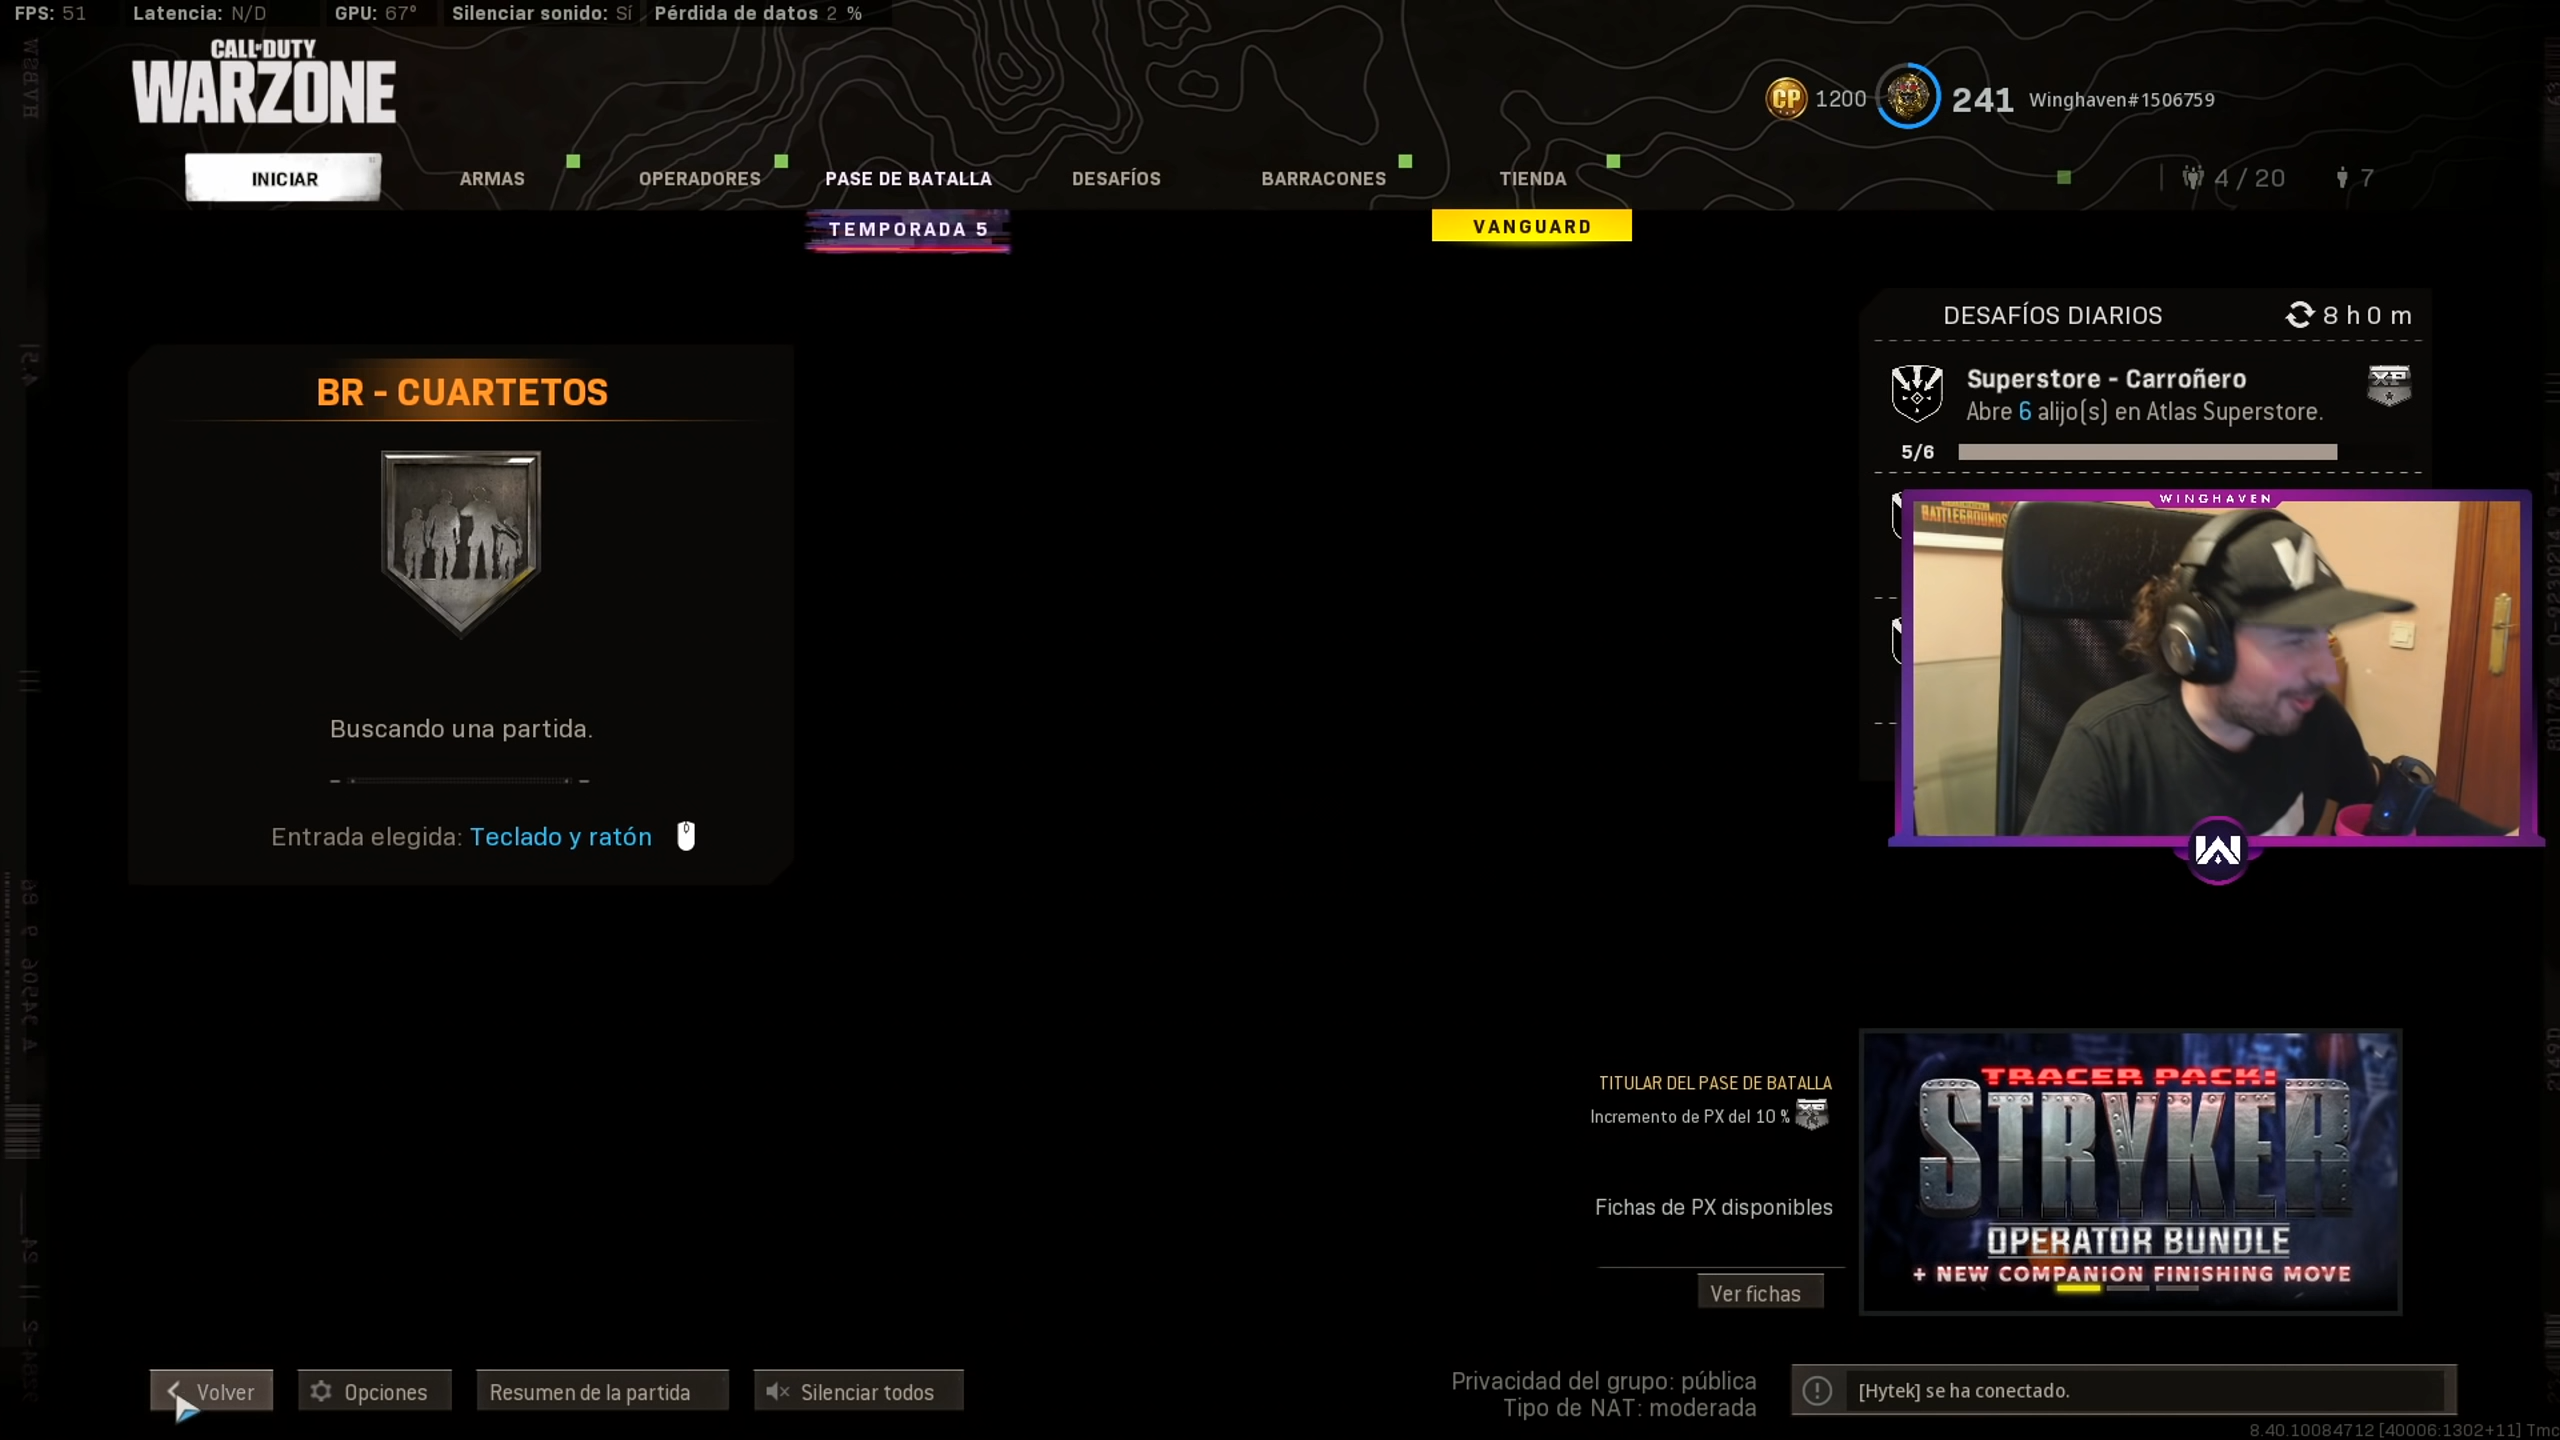 FPS: 51 Latencia: N/D GPU: 67° Silenciar sonido: Sí Pérdida de datos 2 %
CALL OF DUTY
WARZONE
CP 1200 241 Winghaven#1506759
INICIAR ARMAS OPERADORES PASE DE BATALLA DESAFÍOS BARRACONES TIENDA 4 / 20 7
TEMPORADA 5 VANGUARD
DESAFÍOS DIARIOS 8 h 0 m
BR - CUARTETOS
Superstore - Carroñero XP
Abre 6 alijo(s) en Atlas Superstore.
5/6
WINGHAVEN
BATTLEGROUNDS
Buscando una partida.
Entrada elegida: Teclado y ratón
TITULAR DEL PASE DE BATALLA
Incremento de PX del 10 %
Fichas de PX disponibles
Ver fichas
TRACER PACK:
STRYKER
OPERATOR BUNDLE
+ NEW COMPANION FINISHING MOVE
Volver Opciones Resumen de la partida Silenciar todos
Privacidad del grupo: pública
Tipo de NAT: moderada
[Hytek] se ha conectado.
8.40.10084712 [40006:1302+11] Tmc